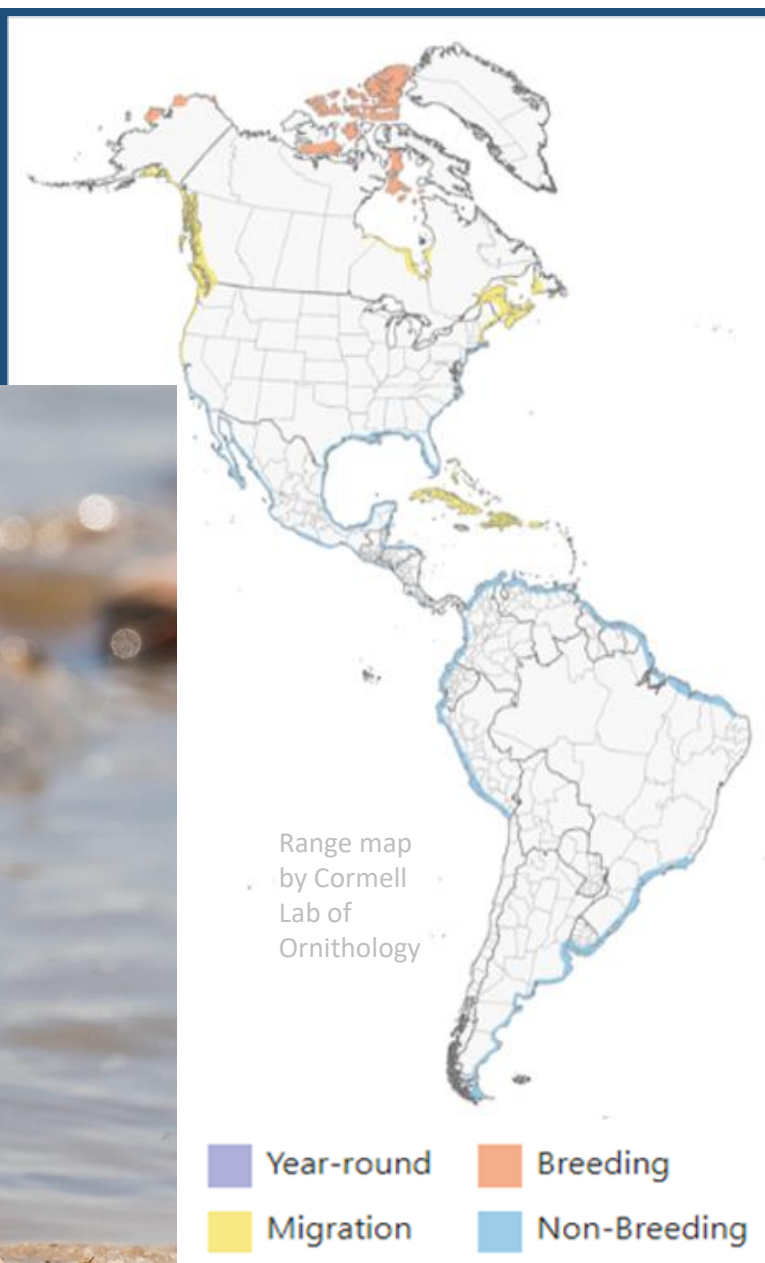 Range map
by Cormell
Lab of
Ornithology
Year-round
Breeding
Migration
Non-Breeding